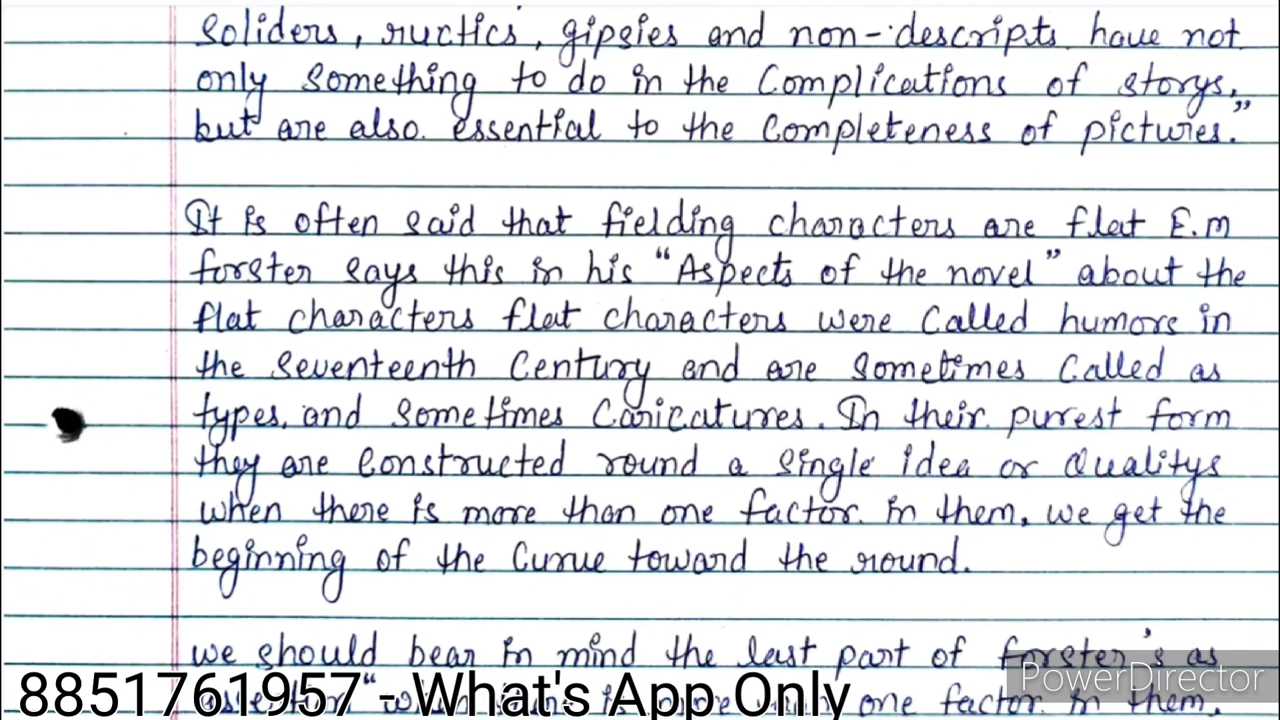 soliders, ructics, gipsies and non-descripts have not
only something to do in the complications of storys,
but are also essential to the completeness of pictures.”
It is often said that fielding characters are flat E.m
forster says this in his “Aspects of the novel” about the
flat characters flat characters were called humors in
the seventeenth century and are sometimes called as
types, and sometimes caricatures. In their purest form
they are constructed round a single idea or qualitys
when there is more than one factor in them, we get the
beginning of the curve toward the round.
we should bear in mind the last part of forster's as
PowerDirector
8851761957 - What's App Only
one factor in them,